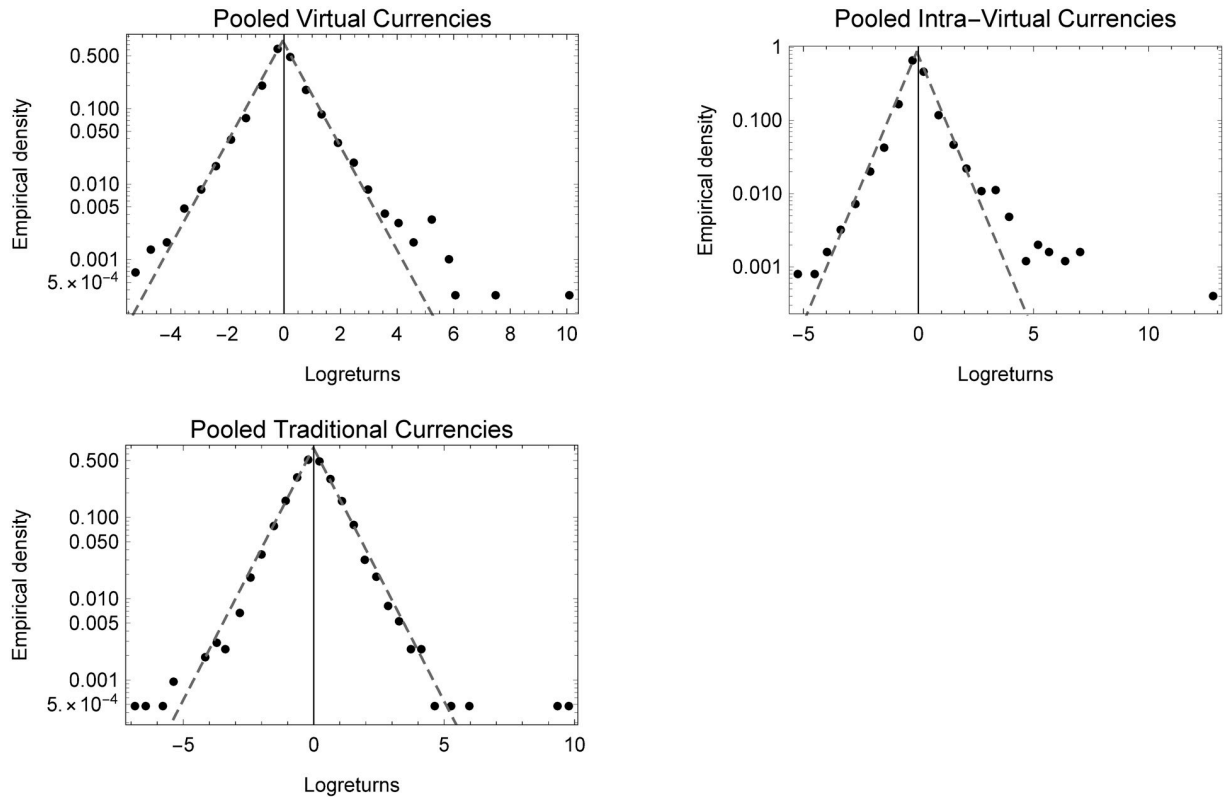 Pooled Virtual Currencies
0.500
0.100
0.050
0.010
0.005
0.001
5.×10⁻⁴
−4 −2 0 2 4 6 8 10
Empirical density
Logreturns
Pooled Intra−Virtual Currencies
1
0.100
0.010
0.001
−5 0 5 10
Empirical density
Logreturns
Pooled Traditional Currencies
0.500
0.100
0.050
0.010
0.005
0.001
5.×10⁻⁴
−5 0 5 10
Empirical density
Logreturns